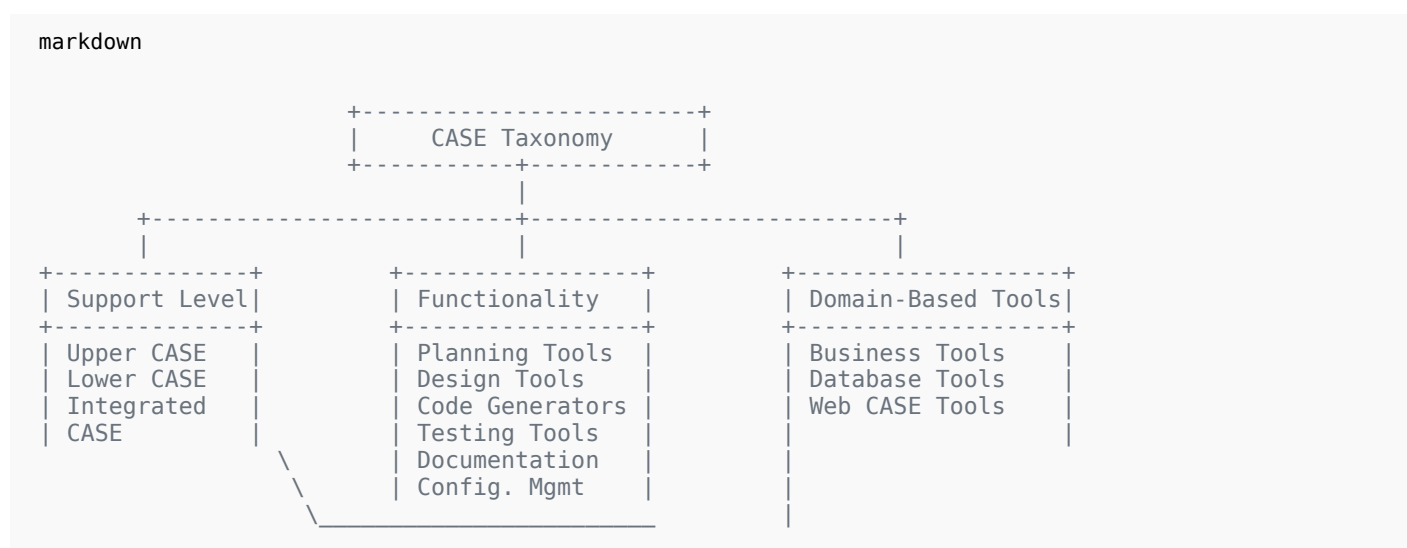 markdown
+------------------------+
|     CASE Taxonomy      |
+-----------+------------+
|
+--------------------------+--------------------------+
|                          |                          |
+--------------+         +-----------------+         +-------------------+
| Support Level|         | Functionality   |         | Domain-Based Tools|
+--------------+         +-----------------+         +-------------------+
| Upper CASE   |         | Planning Tools  |         | Business Tools    |
| Lower CASE   |         | Design Tools    |         | Database Tools    |
| Integrated   |         | Code Generators |         | Web CASE Tools    |
| CASE         |         | Testing Tools   |         |                   |
\       | Documentation   |         |
\      | Config. Mgmt    |         |
\________________________         |